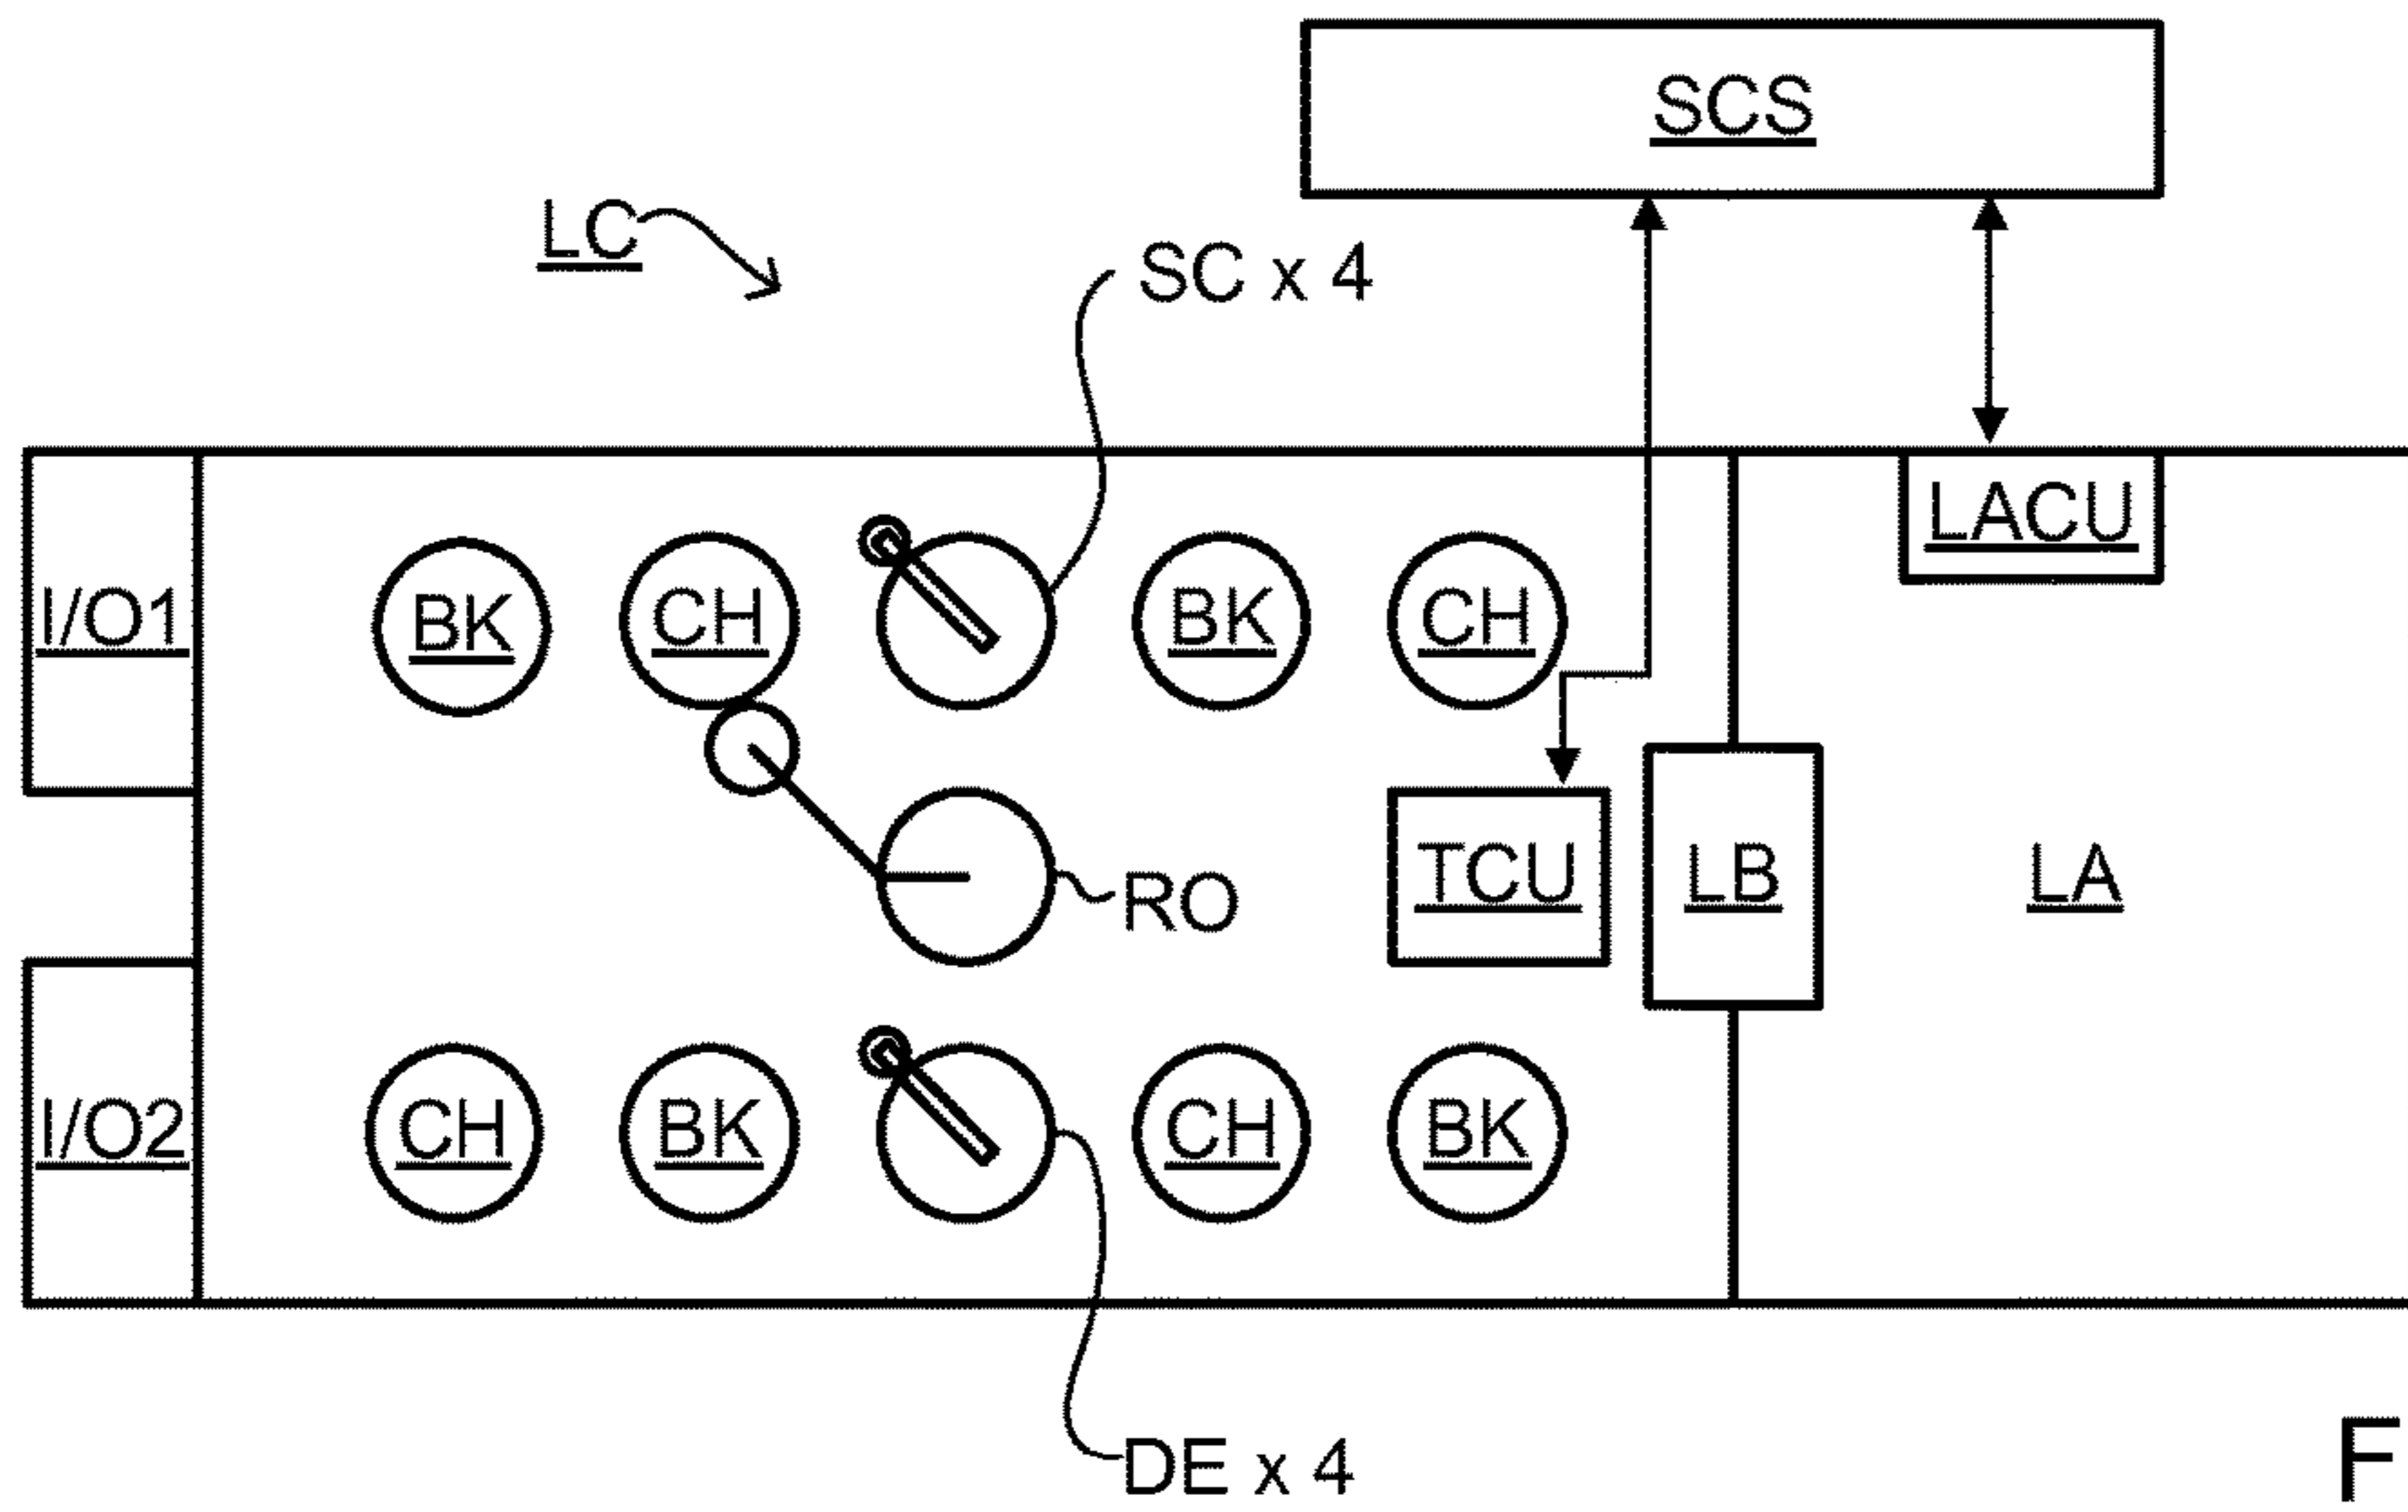 SCS
LC
SC x 4
LACU
I/O1
BK
CH
BK
CH
RO
TCU
LB
LA
I/O2
CH
BK
CH
BK
DE x 4
F